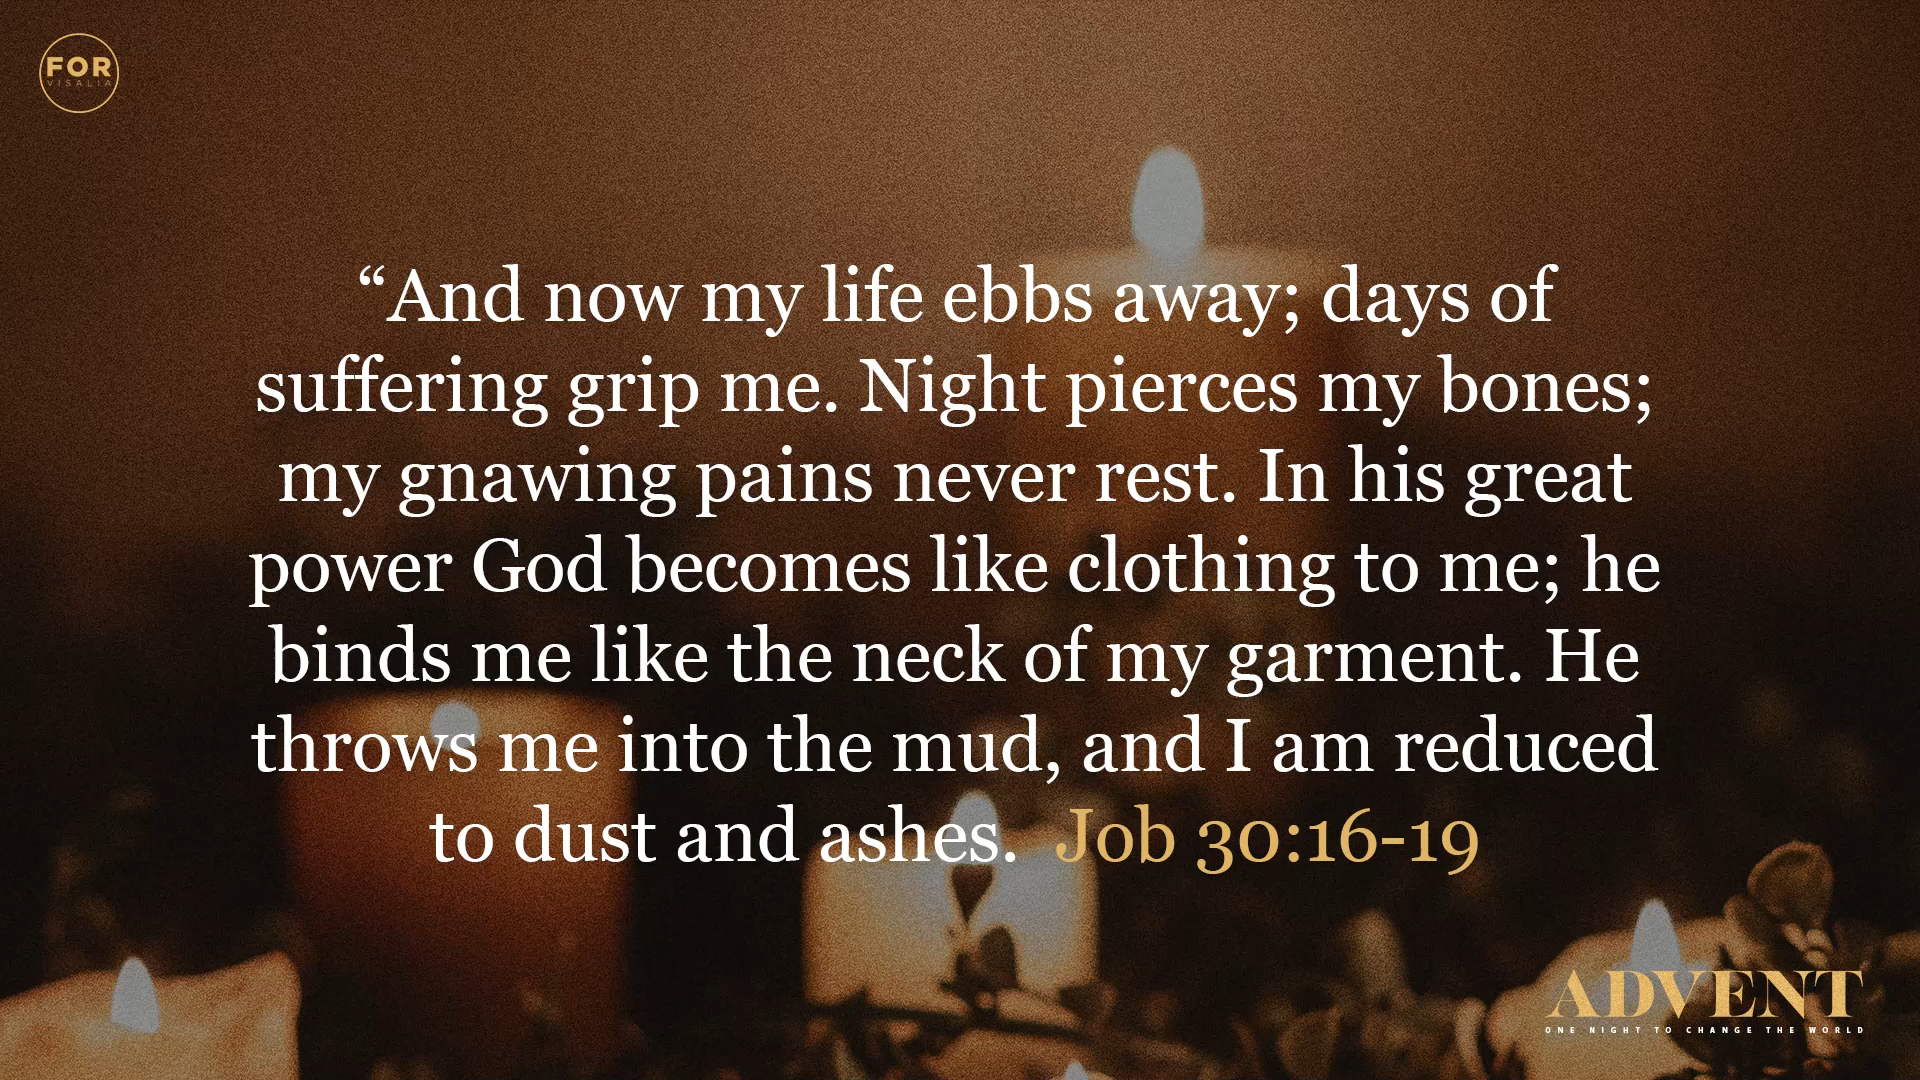 FOR
VISALIA
“And now my life ebbs away; days of
suffering grip me. Night pierces my bones;
my gnawing pains never rest. In his great
power God becomes like clothing to me; he
binds me like the neck of my garment. He
throws me into the mud, and I am reduced
to dust and ashes.  Job 30:16-19
ADVENT
ONE NIGHT TO CHANGE THE WORLD